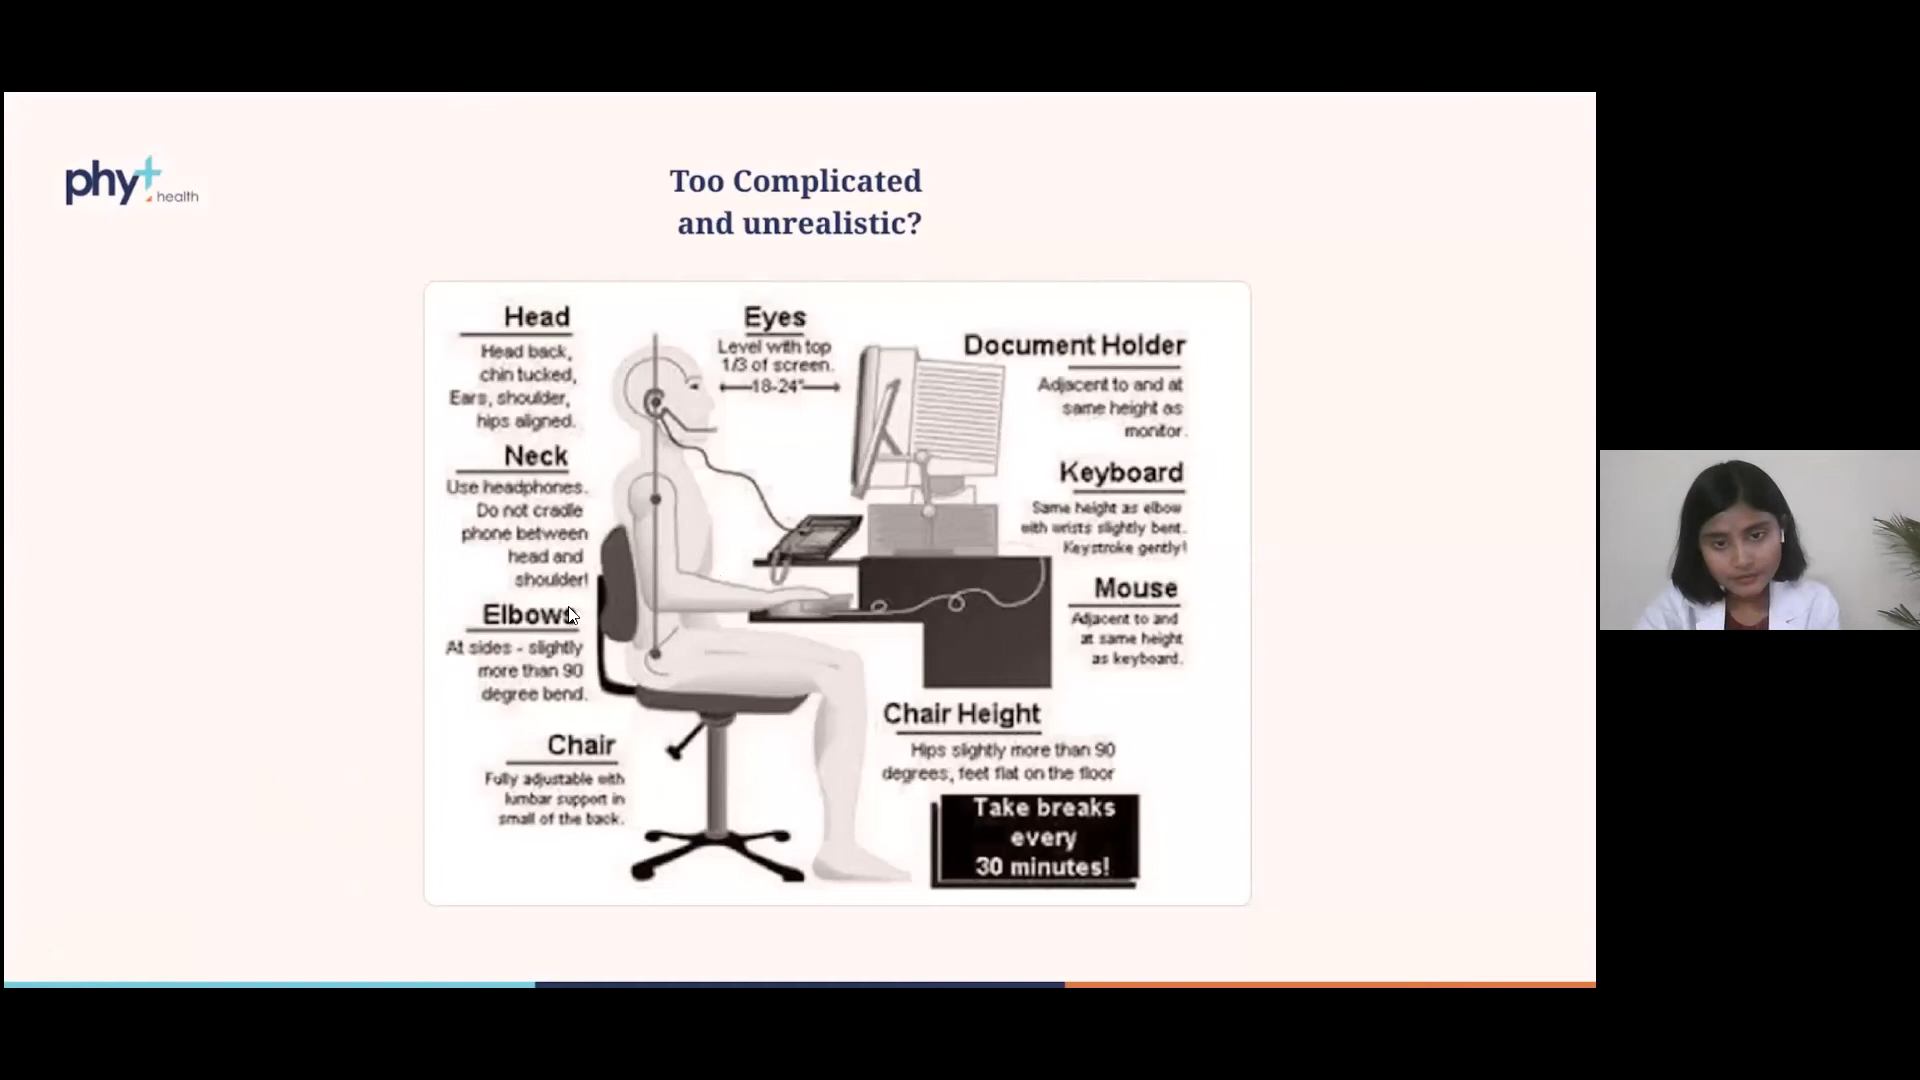 phy+
health
Too Complicated
and unrealistic?
Head
Head back,
chin tucked,
Ears, shoulder,
hips aligned.
Neck
Use headphones.
Do not cradle
phone between
head and
shoulder!
Elbows
At sides - slightly
more than 90
degree bend.
Chair
Fully adjustable with
lumbar support in
small of the back.
Eyes
Level with top
1/3 of screen.
18-24"
Document Holder
Adjacent to and at
same height as
monitor.
Keyboard
Same height as elbow
with wrists slightly bent.
Keystroke gently!
Mouse
Adjacent to and
at same height
as keyboard.
Chair Height
Hips slightly more than 90
degrees, feet flat on the floor
Take breaks
every
30 minutes!